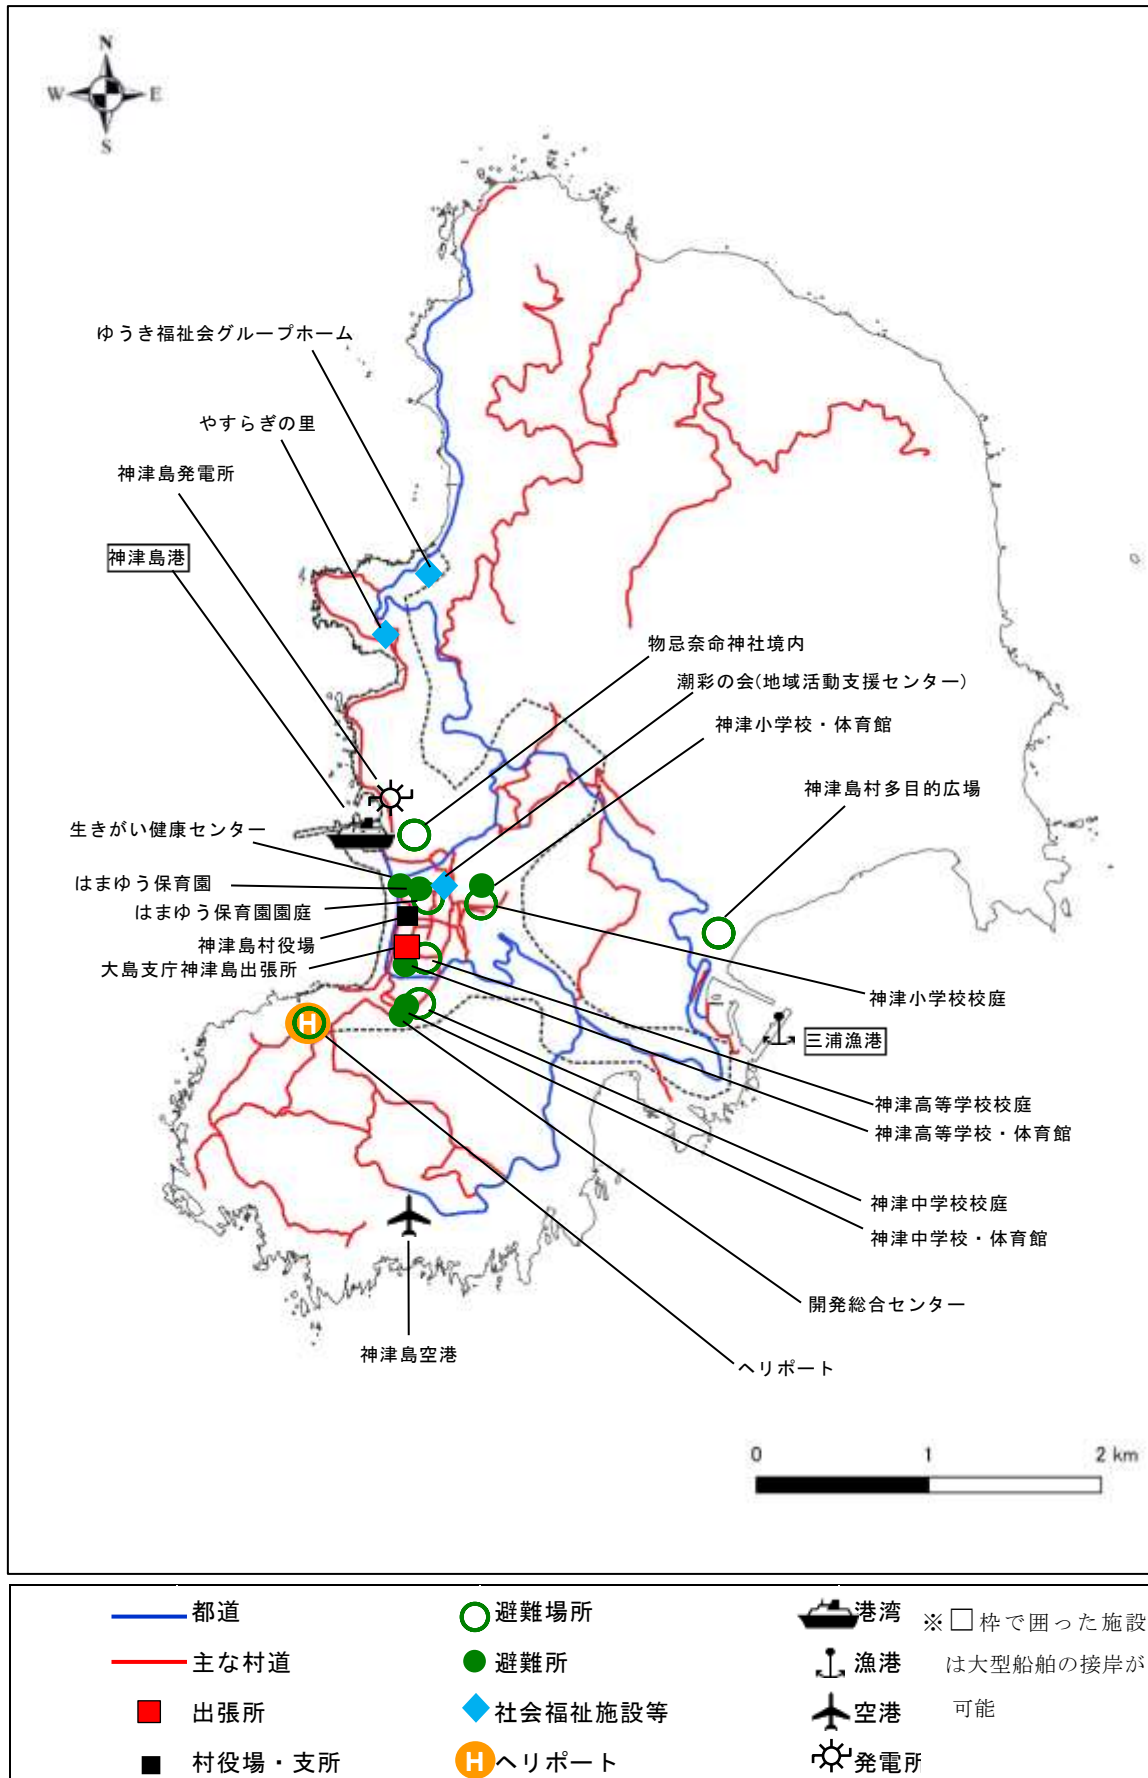 N
W E
S
ゆうき福祉会グループホーム
やすらぎの里
神津島発電所
神津島港
物忌奈命神社境内
潮彩の会(地域活動支援センター)
神津小学校・体育館
神津島村多目的広場
生きがい健康センター
はまゆう保育園
はまゆう保育園園庭
神津島村役場
大島支庁神津島出張所
神津小学校校庭
H
三浦漁港
神津高等学校校庭
神津高等学校・体育館
神津中学校校庭
神津中学校・体育館
開発総合センター
神津島空港
ヘリポート
0 1 2 km
都道
主な村道
出張所
村役場・支所
避難場所
避難所
社会福祉施設等
H ヘリポート
港湾
漁港
空港
発電所
※□枠で囲った施設
は大型船舶の接岸が
可能